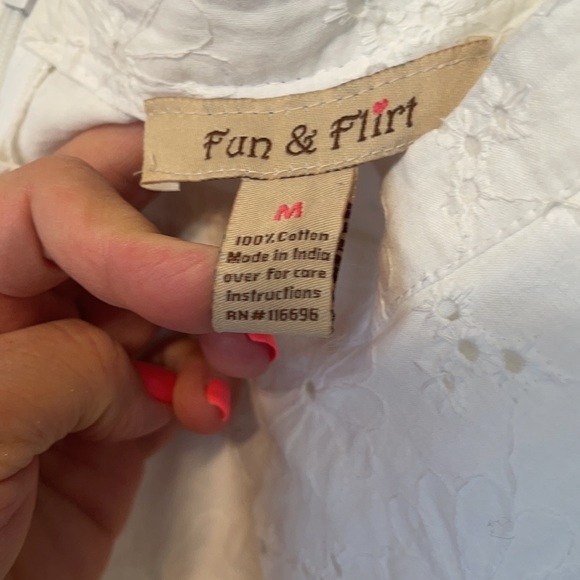 Fun & Flirt
M
100% Cotton
Made in India
over for care
Instructions
RN# 116696